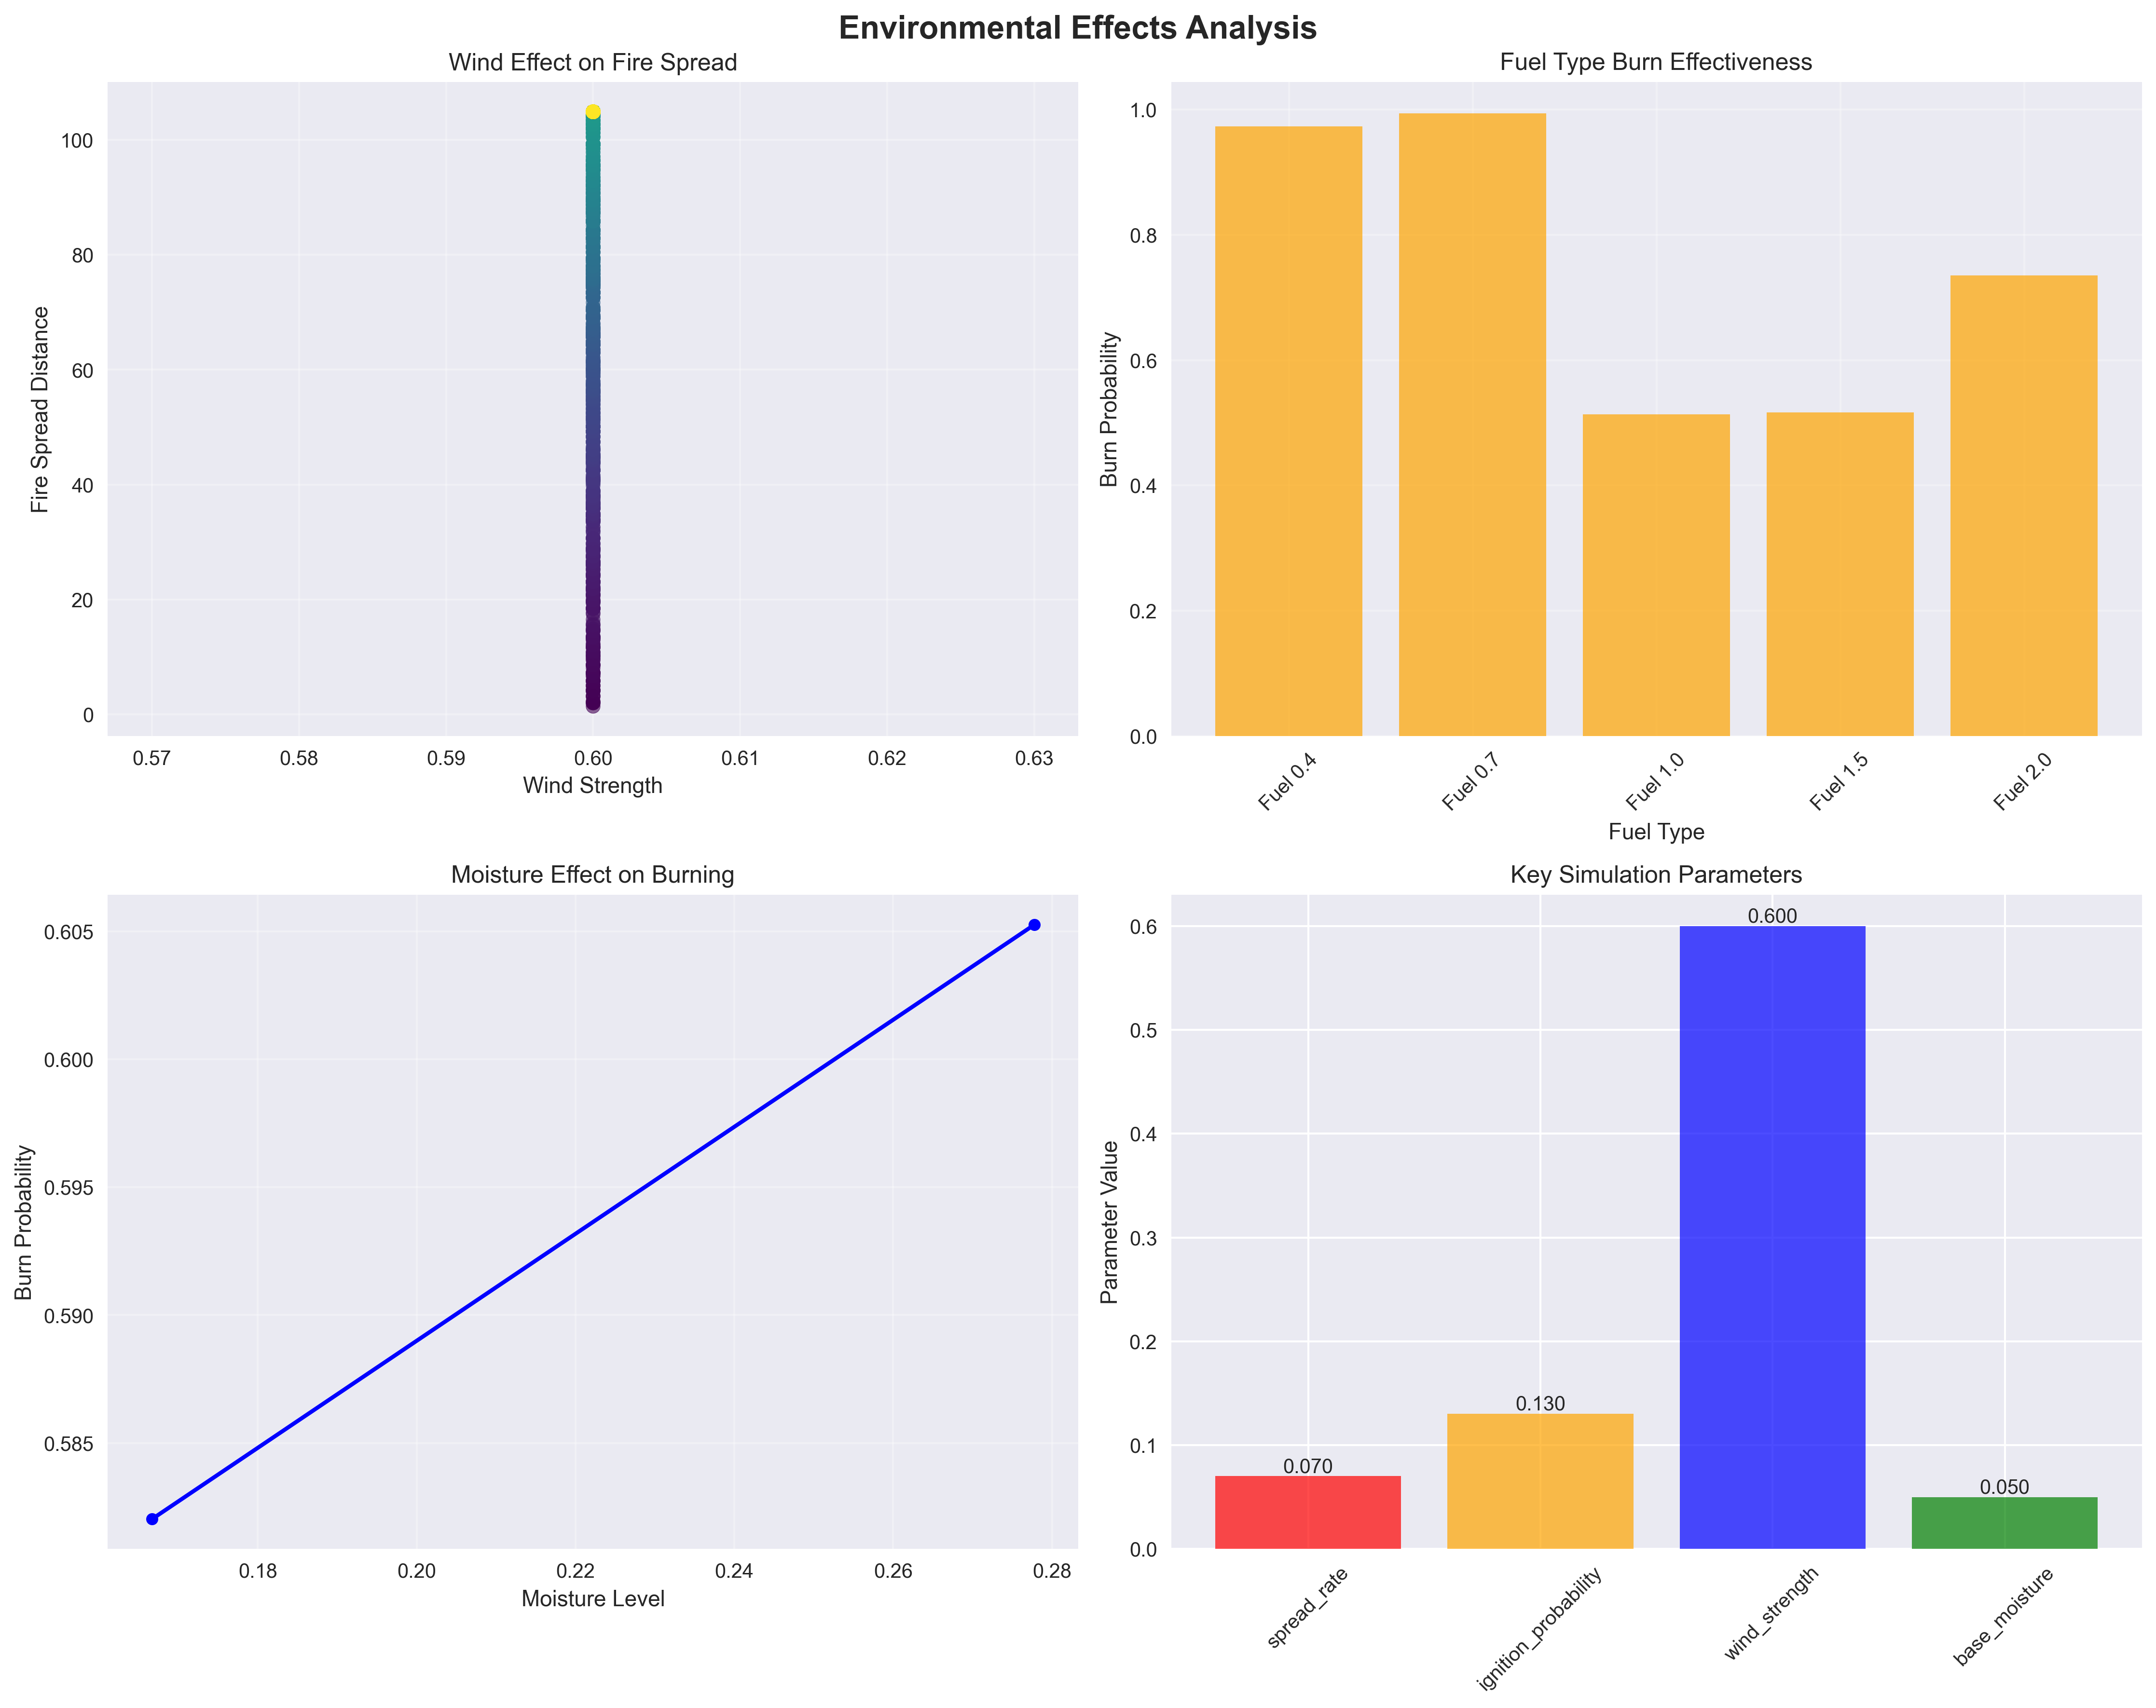 Environmental Effects Analysis
Wind Effect on Fire Spread
Fire Spread Distance
100
80
60
40
20
0
0.57 0.58 0.59 0.60 0.61 0.62 0.63
Wind Strength
Fuel Type Burn Effectiveness
Burn Probability
1.0
0.8
0.6
0.4
0.2
0.0
Fuel 0.4 Fuel 0.7 Fuel 1.0 Fuel 1.5 Fuel 2.0
Fuel Type
Moisture Effect on Burning
Burn Probability
0.605
0.600
0.595
0.590
0.585
0.18 0.20 0.22 0.24 0.26 0.28
Moisture Level
Key Simulation Parameters
Parameter Value
0.6
0.5
0.4
0.3
0.2
0.1
0.0
0.070 0.130 0.600 0.050
spread_rate ignition_probability wind_strength base_moisture